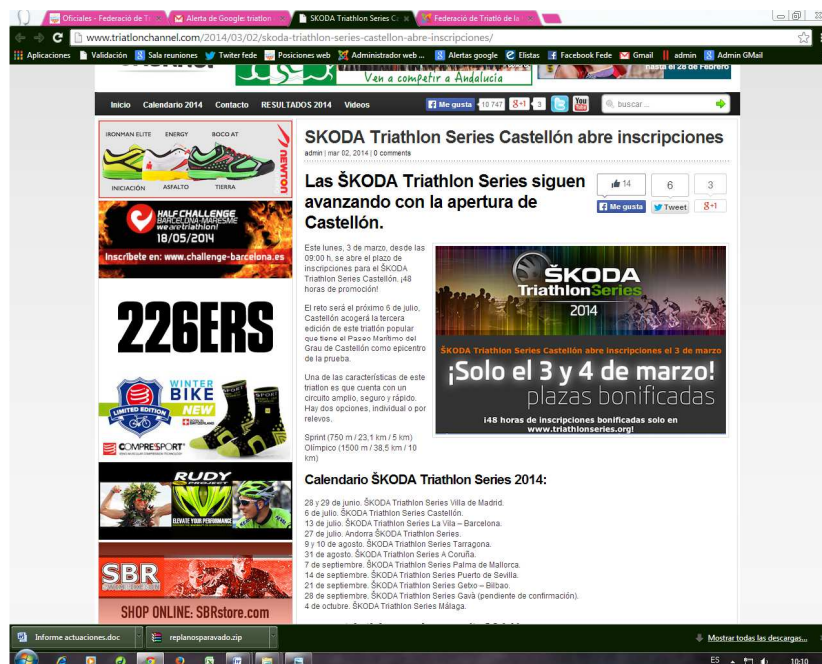 Oficiales - Federació de T
Alerta de Google: triatlon
SKODA Triathlon Series Ca
Federació de Triatló de la
www.triatlonchannel.com/2014/03/02/skoda-triathlon-series-castellon-abre-inscripciones/
Aplicaciones Validación Sala reuniones Twiter fede Posiciones web Administrador web ... Alertas google Elistas Facebook Fede Gmail admin Admin GMail
Ven a competir a Andalucía
hasta el 28 de Febrero
Inicio Calendario 2014 Contacto RESULTADOS 2014 Videos Me gusta 10 747 g+1 3 You Tube buscar ...
IRONMAN ELITE ENERGY BOCO AT
NEWTON
INICIACIÓN ASFALTO TIERRA
HALF CHALLENGE
BARCELONA-MARESME
we are triathlon!
18/05/2014
Inscríbete en: www.challenge-barcelona.es
226ERS
WINTER
BIKE
NEW
LIMITED EDITION
COMPRESSPORT
RUDY
PROJECT
ELEVATE YOUR PERFORMANCE
SBR
SHOP ONLINE: SBRstore.com
SKODA Triathlon Series Castellón abre inscripciones
admin | mar 02, 2014 | 0 comments
Las ŠKODA Triathlon Series siguen
avanzando con la apertura de
Castellón.
14 6 3
Me gusta Tweet g+1
Este lunes, 3 de marzo, desde las
09:00 h, se abre el plazo de
inscripciones para el ŠKODA
Triathlon Series Castellón, ¡48
horas de promoción!
El reto será el próximo 6 de julio,
Castellón acogerá la tercera
edición de este triatlón popular
que tiene el Paseo Marítimo del
Grau de Castellón como epicentro
de la prueba.
Una de las características de este
triatlon es que cuenta con un
circuito amplio, seguro y rápido.
Hay dos opciones, individual o por
relevos.
Sprint (750 m / 23,1 km / 5 km)
Olímpico (1500 m / 38,5 km / 10
km)
ŠKODA
TriathlonSeries
2014
ŠKODA Triathlon Series Castellón abre inscripciones el 3 de marzo
¡Solo el 3 y 4 de marzo!
plazas bonificadas
¡48 horas de inscripciones bonificadas solo en
www.triathlonseries.org!
Calendario ŠKODA Triathlon Series 2014:
28 y 29 de junio. ŠKODA Triathlon Series Villa de Madrid.
6 de julio. ŠKODA Triathlon Series Castellón.
13 de julio. ŠKODA Triathlon Series La Vila – Barcelona.
27 de julio. Andorra ŠKODA Triathlon Series.
9 y 10 de agosto. ŠKODA Triathlon Series Tarragona.
31 de agosto. ŠKODA Triathlon Series A Coruña.
7 de septiembre. ŠKODA Triathlon Series Palma de Mallorca.
14 de septiembre. ŠKODA Triathlon Series Puerto de Sevilla.
21 de septiembre. ŠKODA Triathlon Series Getxo – Bilbao.
28 de septiembre. ŠKODA Triathlon Series Gavà (pendiente de confirmación).
4 de octubre. ŠKODA Triathlon Series Málaga.
Informe actuaciones.doc replanosparavado.zip Mostrar todas las descargas...
ES 10:10